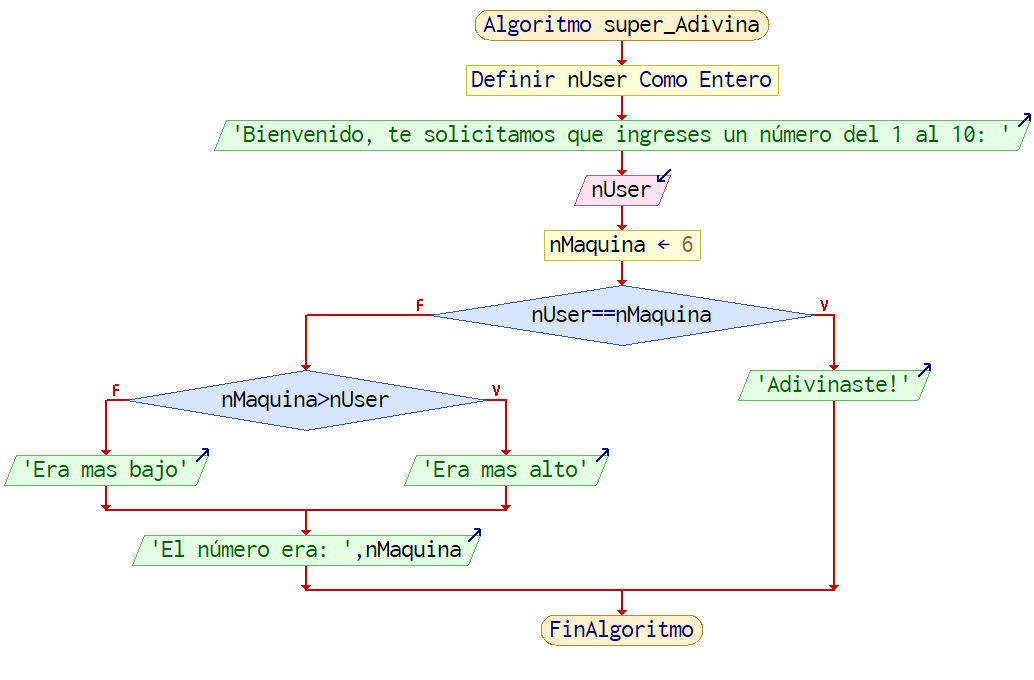 Algoritmo super_Adivina
Definir nUser Como Entero
'Bienvenido, te solicitamos que ingreses un número del 1 al 10: '
nUser
nMaquina ← 6
F
nUser==nMaquina
V
F
nMaquina>nUser
V
'Adivinaste!'
'Era mas bajo'
'Era mas alto'
'El número era: ',nMaquina
FinAlgoritmo